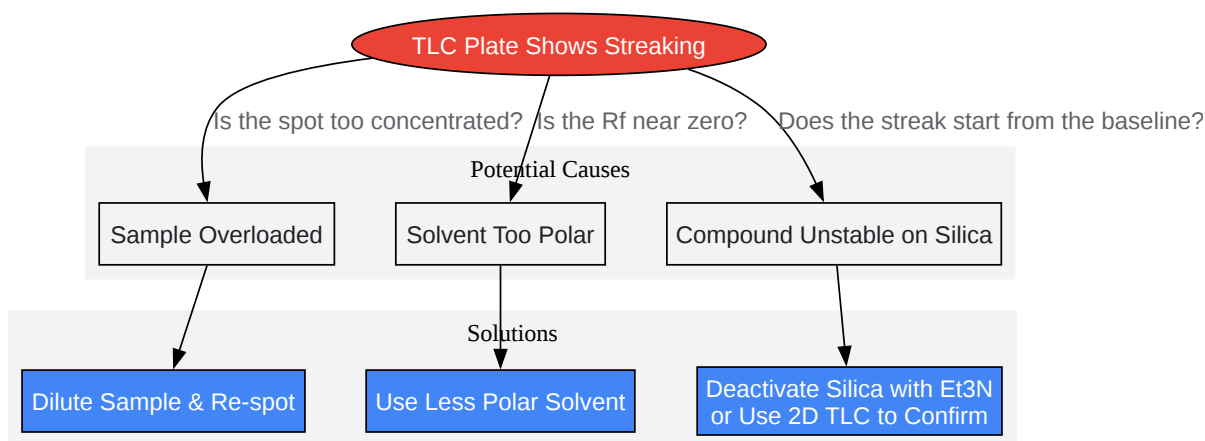 TLC Plate Shows Streaking
Is the spot too concentrated?
Is the Rf near zero?
Does the streak start from the baseline?
Potential Causes
Sample Overloaded
Solvent Too Polar
Compound Unstable on Silica
Solutions
Dilute Sample & Re-spot
Use Less Polar Solvent
Deactivate Silica with Et3N
or Use 2D TLC to Confirm